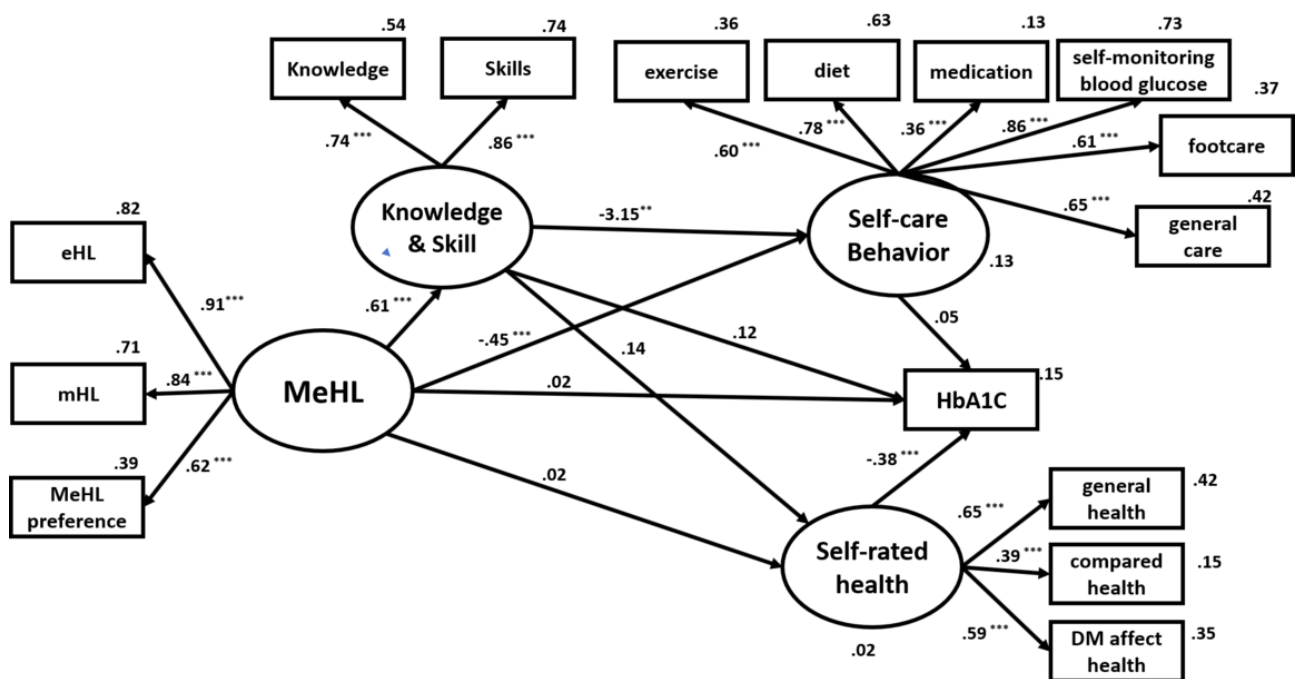 .54
Knowledge
.74
Skills
.36
exercise
.63
diet
.13
medication
.73
self-monitoring
blood glucose
.37
footcare
.42
general
care
.74 ***
.86 ***
.60 ***
.78 ***
.36 ***
.86 ***
.61 ***
.65 ***
Knowledge
& Skill
-3.15 **
Self-care
Behavior
.13
.82
eHL
.91 ***
.61 ***
-.45 ***
.12
.14
.05
.71
mHL
.84 ***
MeHL
.02
HbA1C
.15
.39
MeHL
preference
.62 ***
.02
-.38 ***
Self-rated
health
.02
.65 ***
.39 ***
.59 ***
general
health
.42
compared
health
.15
DM affect
health
.35